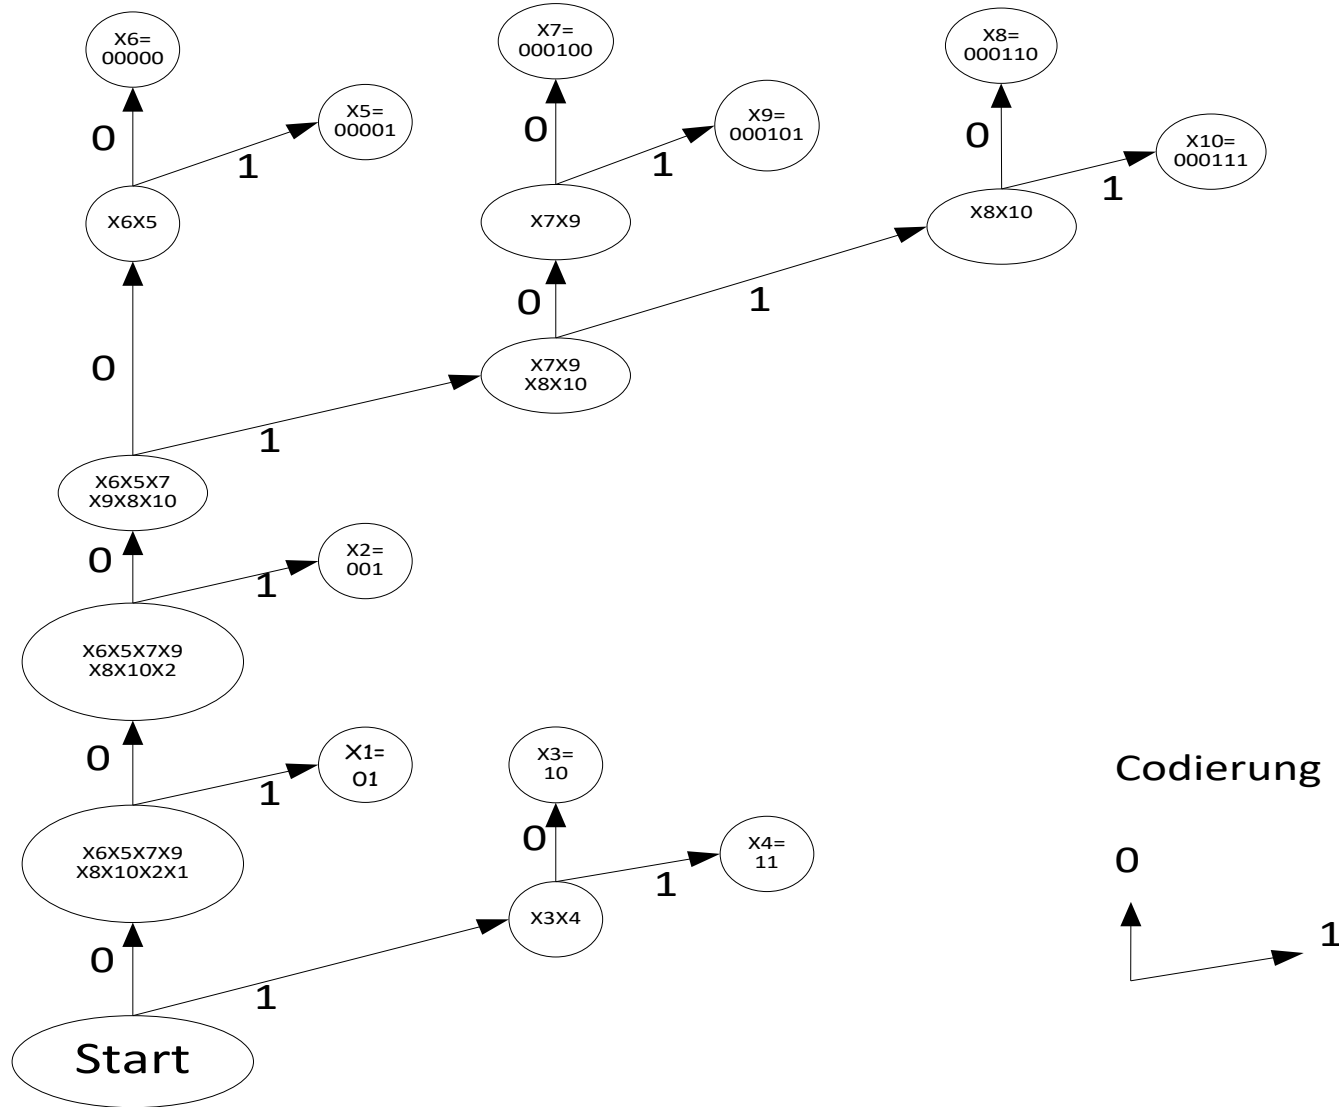 X6=
00000
X7=
000100
X8=
000110
X5=
00001
X9=
000101
X10=
000111
0
1
0
1
0
1
X6X5
X7X9
X8X10
0
0
1
X7X9
X8X10
0
1
X6X5X7
X9X8X10
0
1
X2=
001
X6X5X7X9
X8X10X2
0
1
X1=
01
X3=
10
Codierung
0
1
X4=
11
X6X5X7X9
X8X10X2X1
0
1
X3X4
0
1
Start
0
1